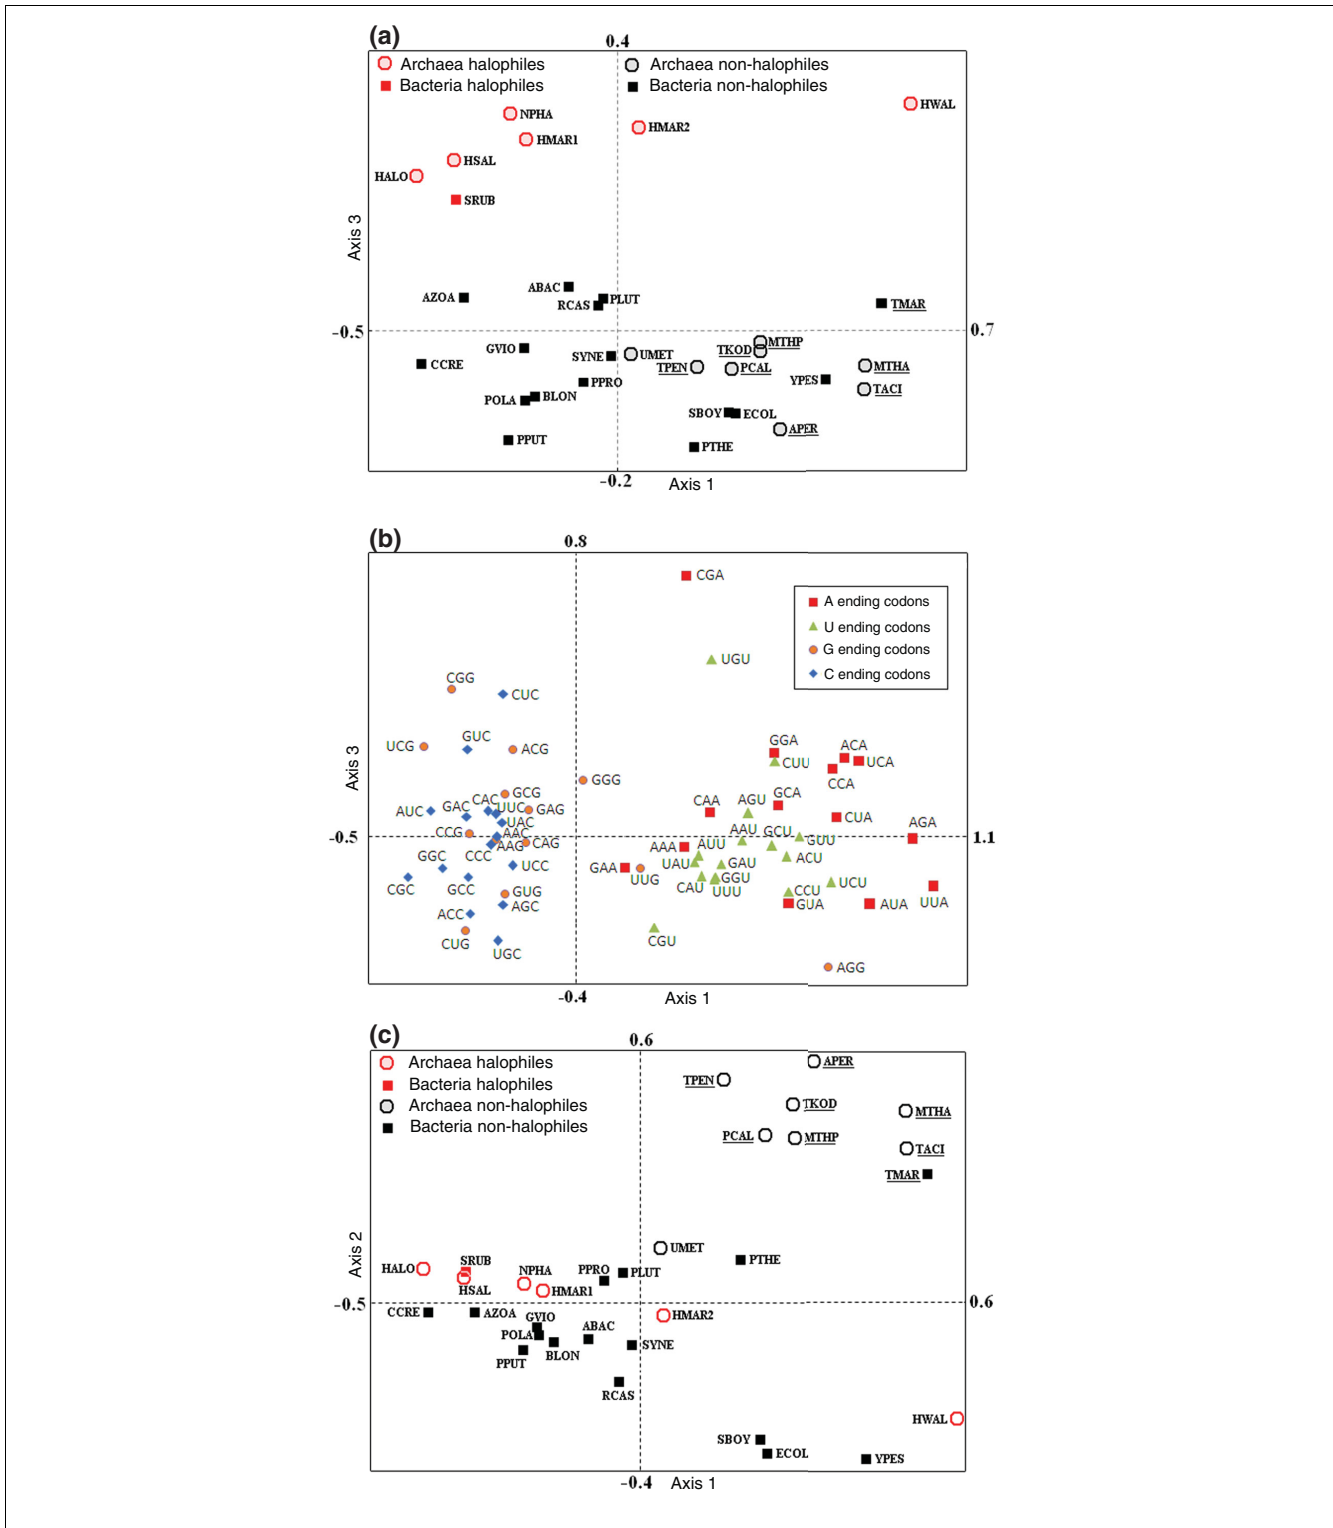 (a)
0.4
Archaea halophiles
Archaea non-halophiles
Bacteria halophiles
Bacteria non-halophiles
HWAL
NPHA
HMAR2
HMAR1
HSAL
HALO
SRUB
Axis 3
ABAC
AZOA
PLUT
RCAS
TMAR
-0.5
0.7
MTHP
GVIO
TKOD
SYNE
UMET
CCRE
TPEN
PCAL
MTHA
PPRO
YPES
TACI
POLA
BLON
SBOY
ECOL
APER
PPUT
PTHE
-0.2
Axis 1
(b)
0.8
CGA
A ending codons
U ending codons
G ending codons
C ending codons
UGU
CGG
CUC
GUC
UCG
ACG
GGA
ACA
CUU
UCA
Axis 3
GGG
CCA
GCG
GCA
CAC
CAA
AGU
AUC
GAC
UUC
GAG
CUA
UAC
AGA
CCG
AAC
AAU
GCU
GUU
-0.5
1.1
AAG
CAG
AAA
AUU
GGC
CCC
UCC
ACU
GAA
UAU
GAU
UUG
CGC
GCC
CAU
GGU
UUU
UCU
GUG
CCU
UUA
AGC
GUA
AUA
ACC
CUG
CGU
UGC
AGG
-0.4
Axis 1
(c)
0.6
Archaea halophiles
Bacteria halophiles
Archaea non-halophiles
Bacteria non-halophiles
APER
TPEN
TKOD
MTHA
PCAL
MTHP
TACI
TMAR
Axis 2
UMET
PTHE
SRUB
HALO
NPHA
PPRO
PLUT
HSAL
HMAR1
-0.5
0.6
CCRE
AZOA
GVIO
HMAR2
POLA
ABAC
SYNE
PPUT
BLON
RCAS
HWAL
SBOY
ECOL
YPES
-0.4
Axis 1